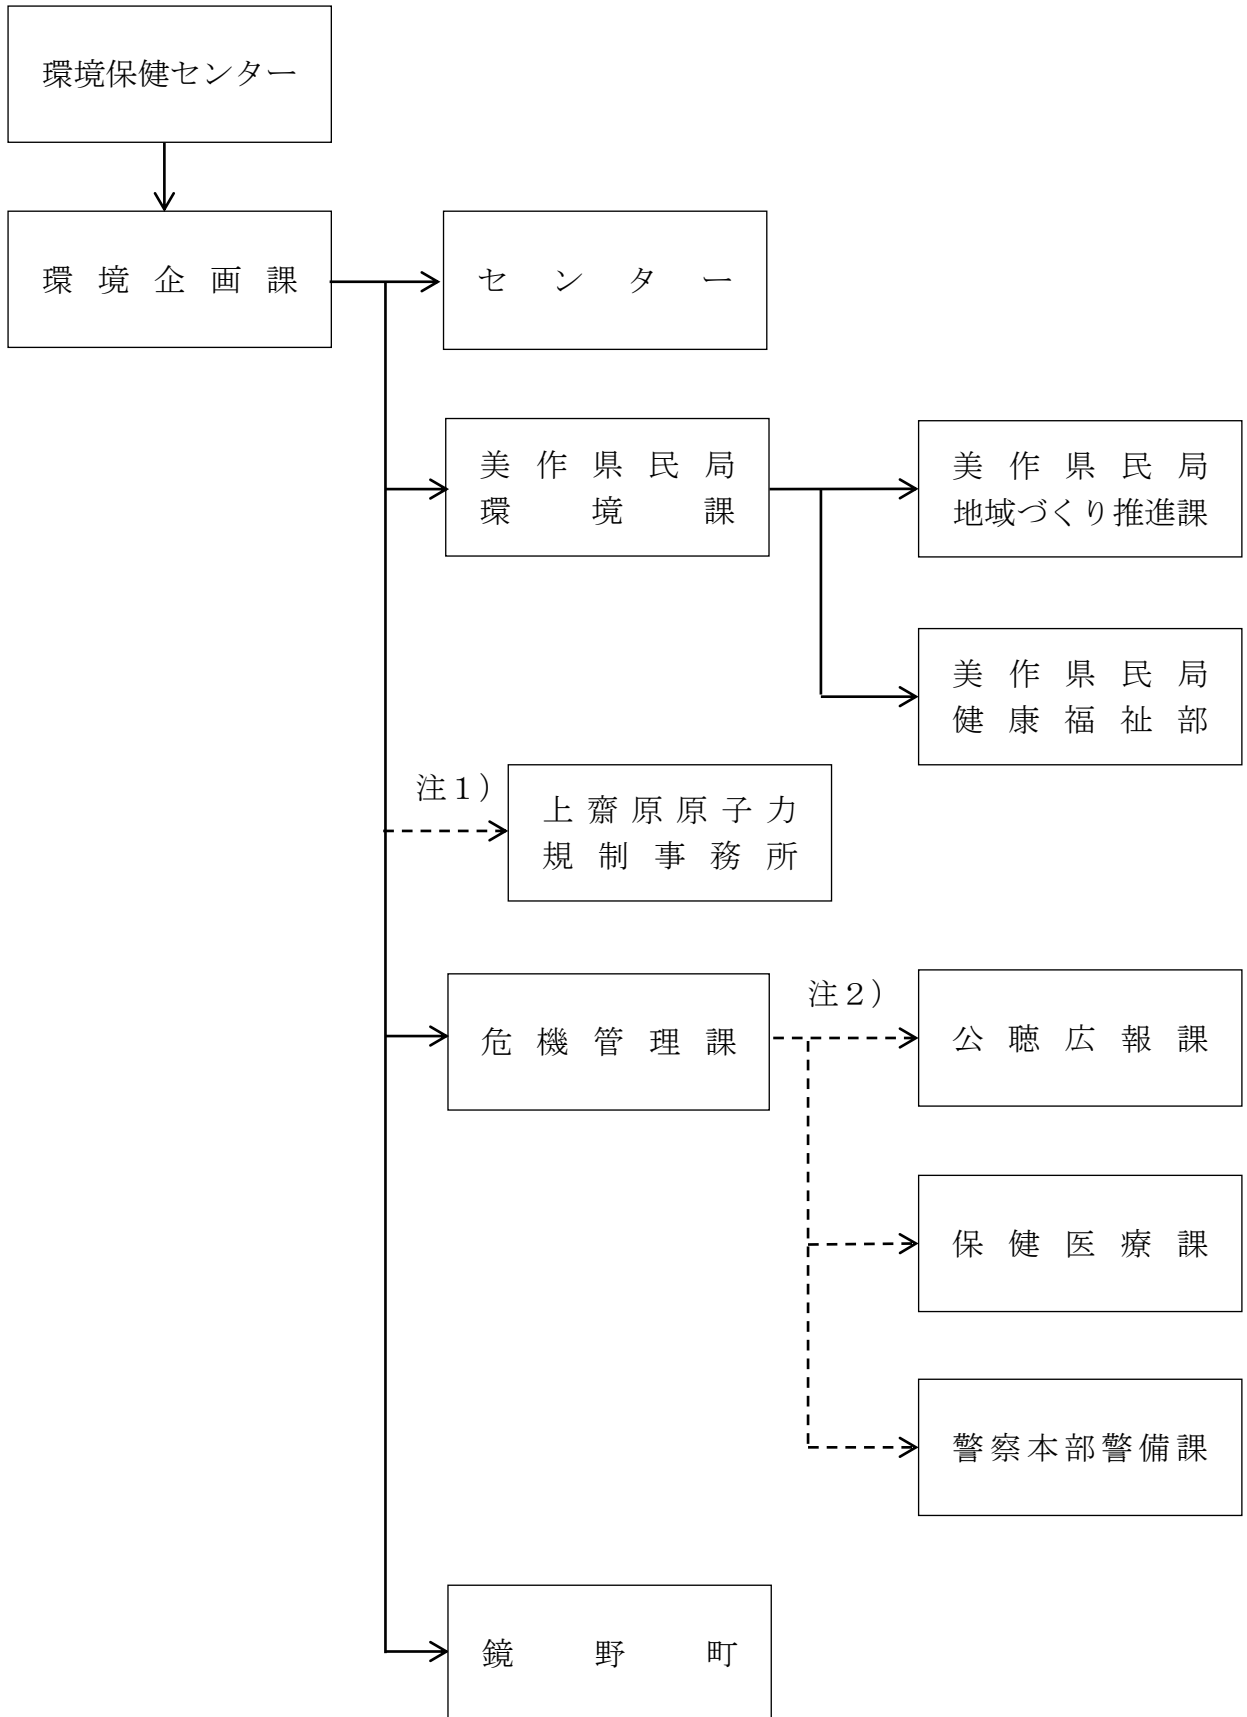 環境保健センター
環境企画課
センター
美作県民局
環境課
美作県民局
地域づくり推進課
美作県民局
健康福祉部
注１）
上齋原原子力
規制事務所
危機管理課
注２）
公聴広報課
保健医療課
警察本部警備課
鏡野町